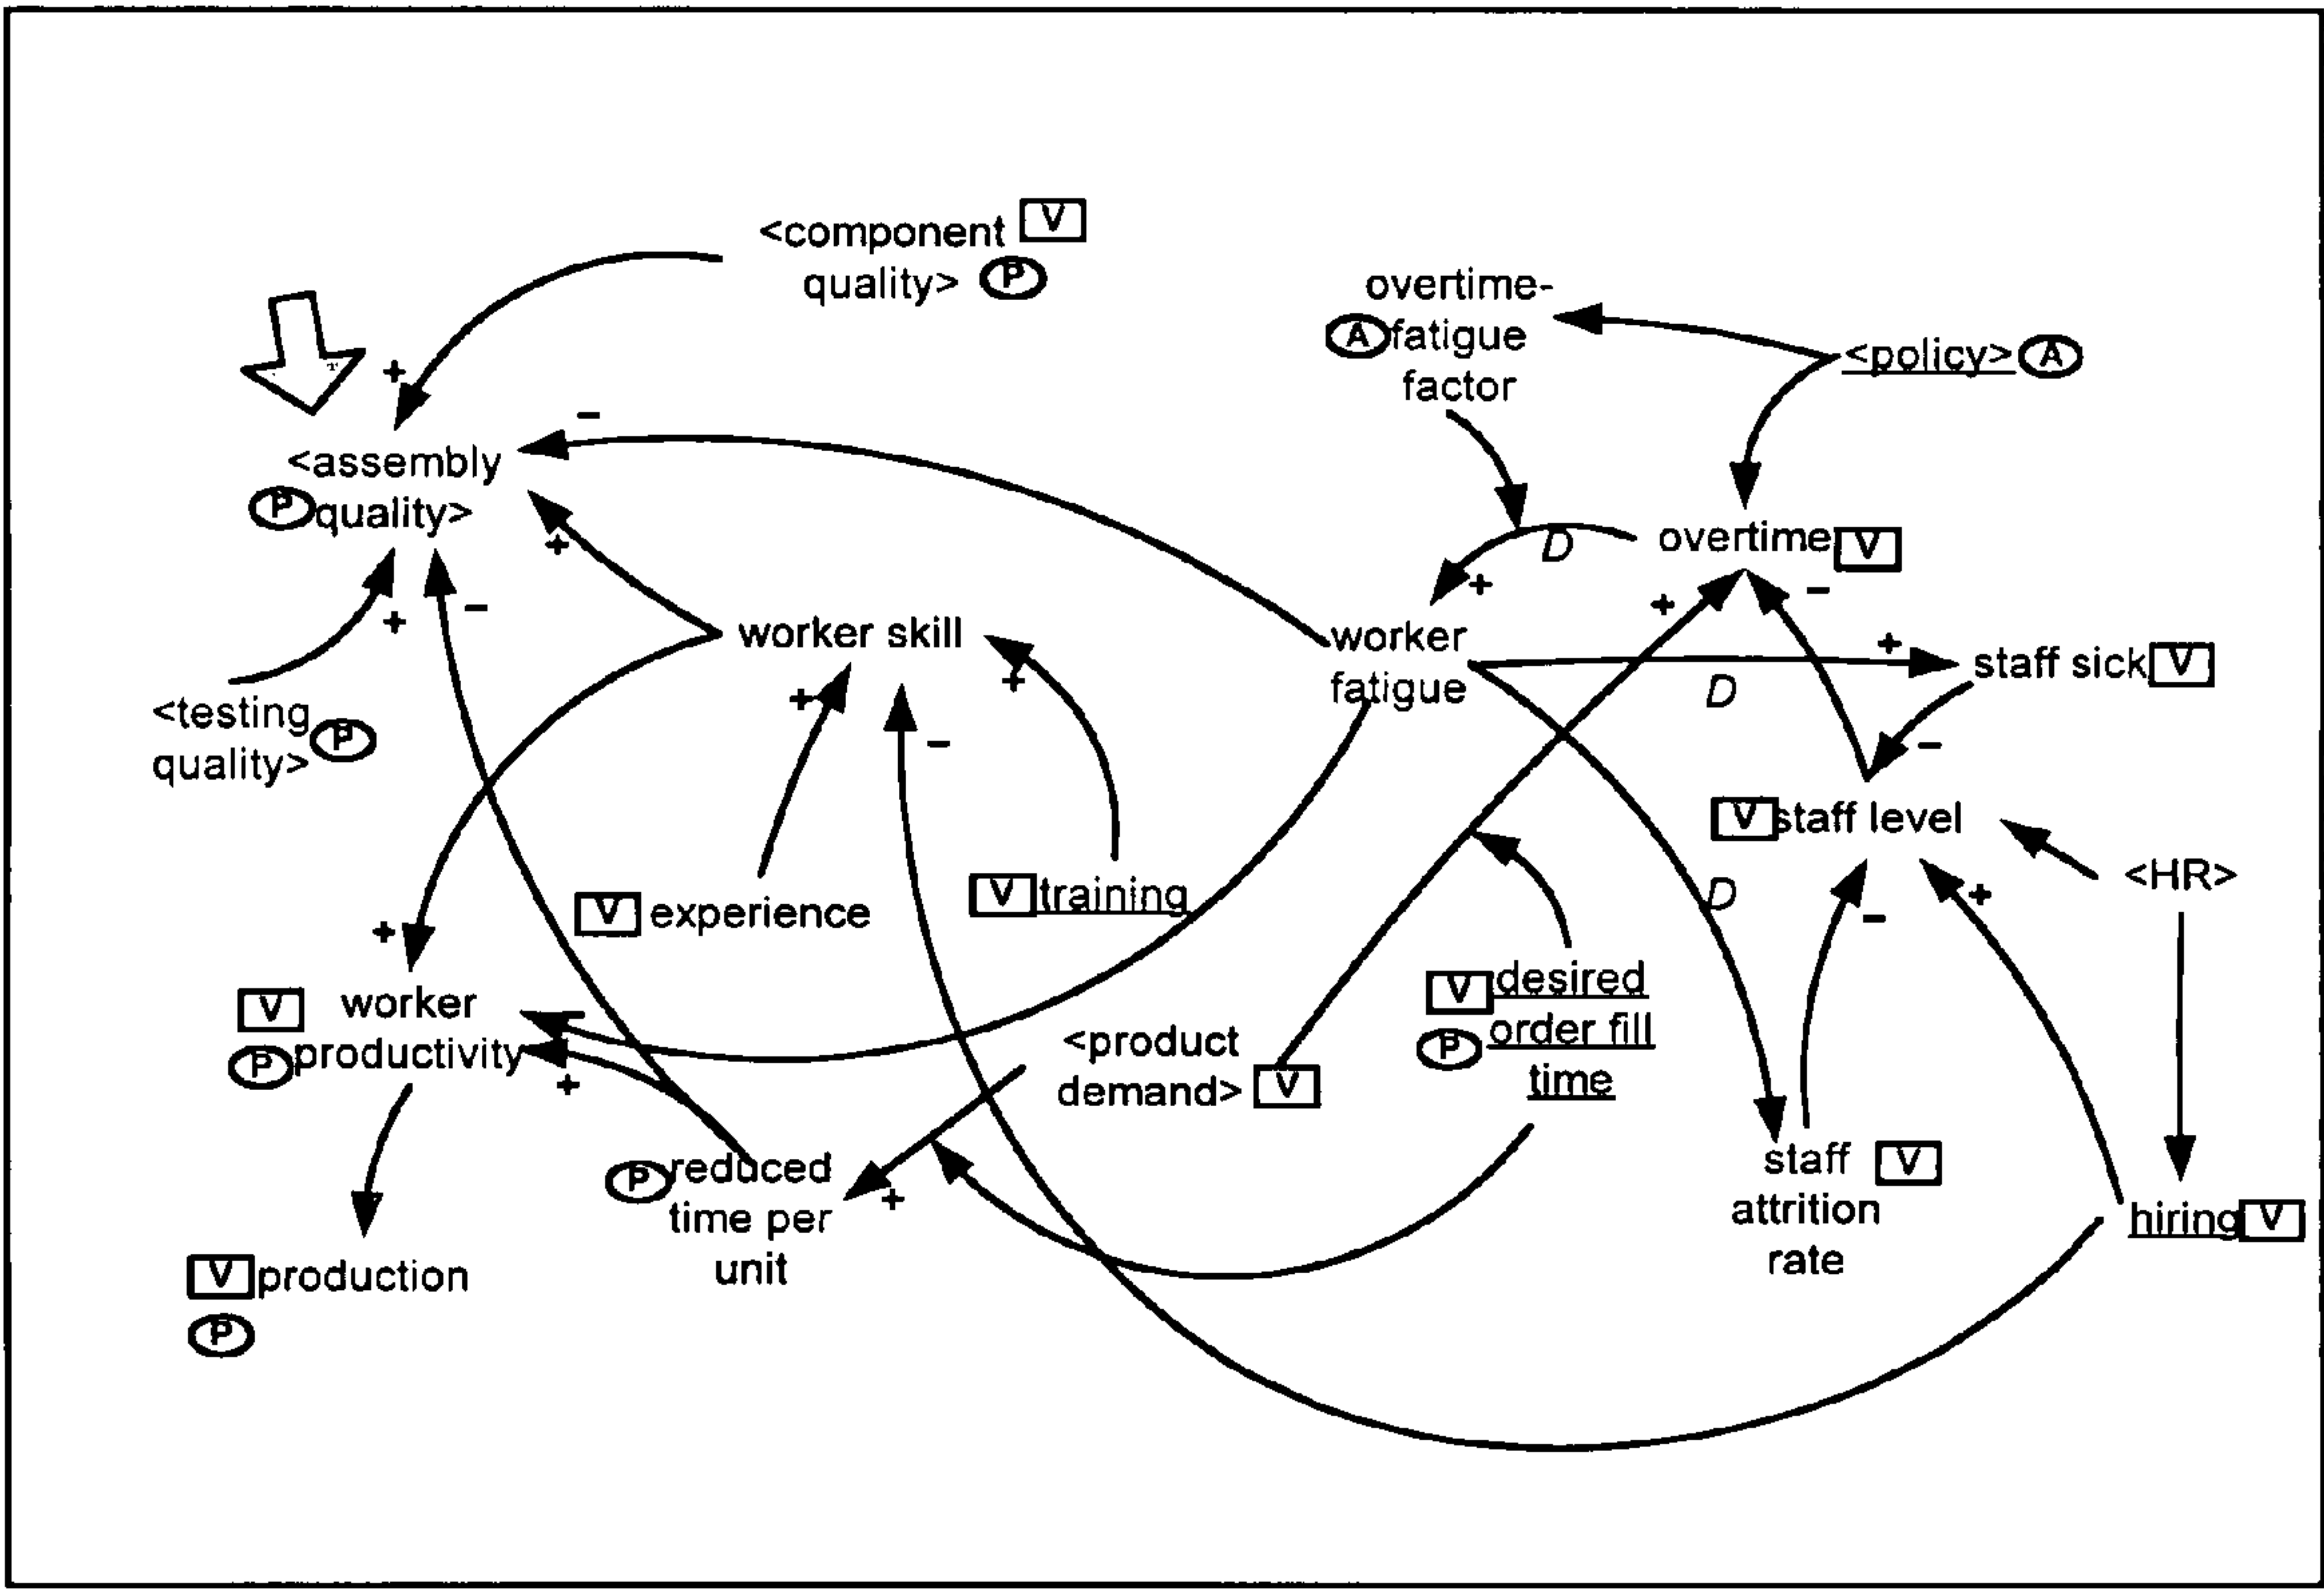 <component V
quality> P
overtime-
A fatigue
factor
<policy> A
+
-
<assembly
P quality>
+
+
-
D
+
overtime V
+
-
worker skill
worker
fatigue
+
D
staff sick V
-
<testing
quality> P
+
+
-
V staff level
<HR>
V experience
V training
D
-
+
+
V worker
P productivity
-
+
<product
demand> V
V desired
P order fill
time
P reduced
time per
unit
+
staff V
attrition
rate
hiring V
V production
P